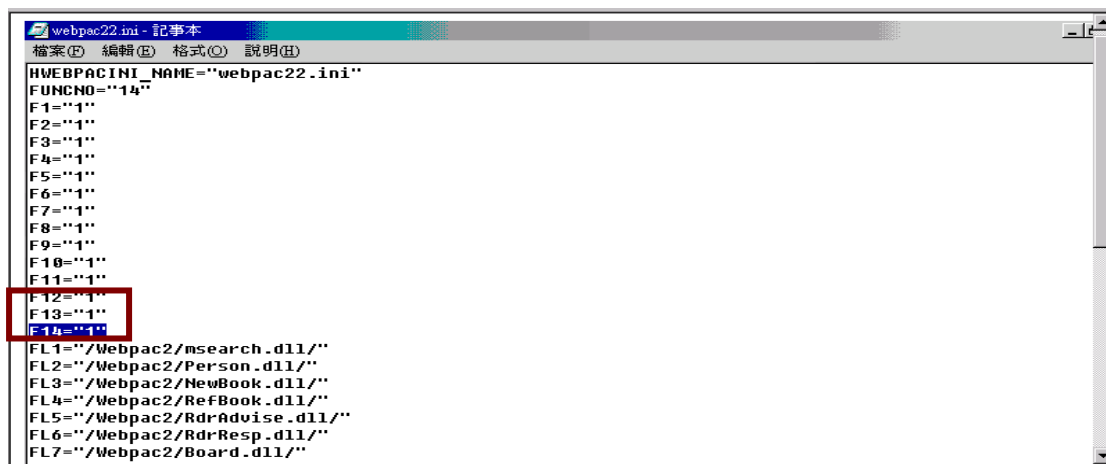 webpac22.ini - 記事本
檔案(F) 編輯(E) 格式(O) 說明(H)
HWEBPACINI_NAME="webpac22.ini"
FUNCNO="14"
F1="1"
F2="1"
F3="1"
F4="1"
F5="1"
F6="1"
F7="1"
F8="1"
F9="1"
F10="1"
F11="1"
F12="1"
F13="1"
F14="1"
FL1="/Webpac2/msearch.dll/"
FL2="/Webpac2/Person.dll/"
FL3="/Webpac2/NewBook.dll/"
FL4="/Webpac2/RefBook.dll/"
FL5="/Webpac2/RdrAdvise.dll/"
FL6="/Webpac2/RdrResp.dll/"
FL7="/Webpac2/Board.dll/"